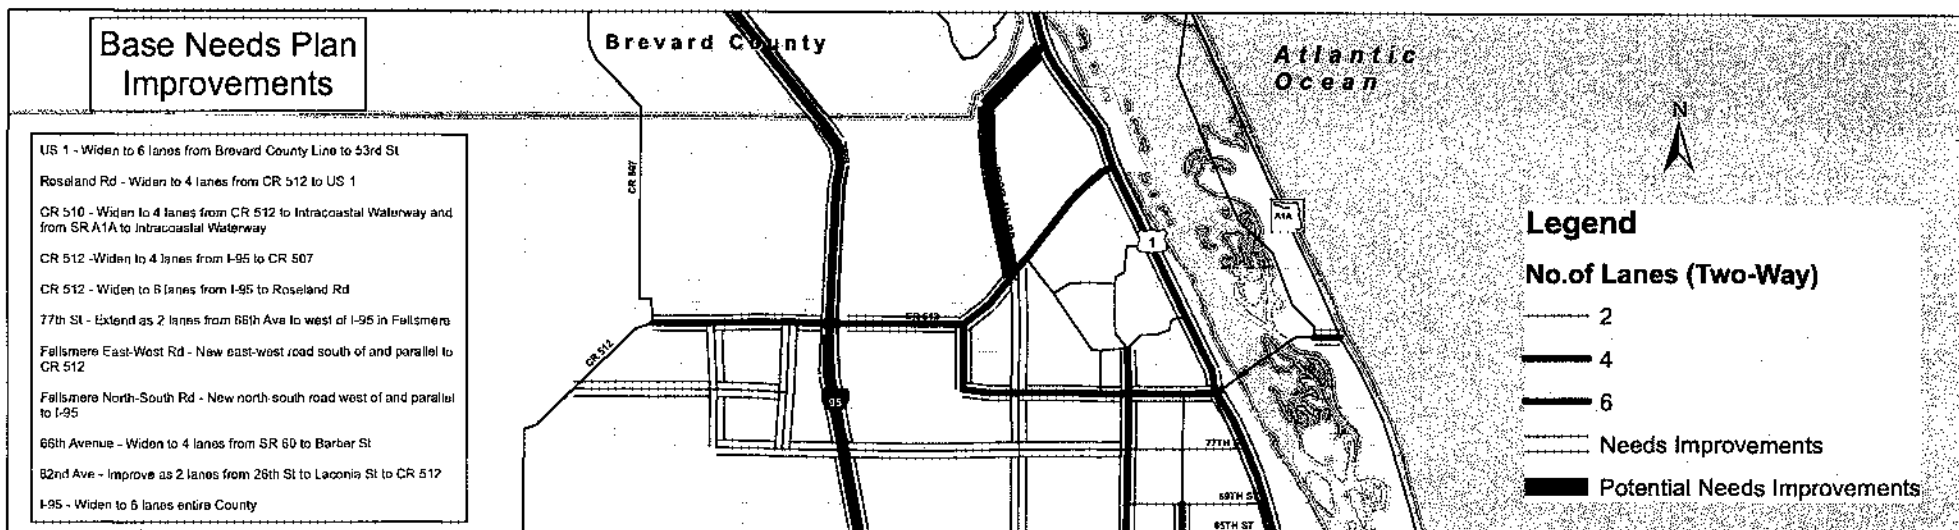 Base Needs Plan
Improvements
US 1 - Widen to 6 lanes from Brevard County Line to 53rd St
Roseland Rd - Widen to 4 lanes from CR 512 to US 1
CR 510 - Widen to 4 lanes from CR 512 to Intracoastal Waterway and
from SR A1A to Intracoastal Waterway
CR 512 -Widen to 4 lanes from I-95 to CR 507
CR 512 - Widen to 6 lanes from I-95 to Roseland Rd
77th St - Extend as 2 lanes from 66th Ave to west of I-95 in Fellsmere
Fellsmere East-West Rd - New east-west road south of and parallel to
CR 512
Fellsmere North-South Rd - New north-south road west of and parallel
to I-95
66th Avenue - Widen to 4 lanes from SR 60 to Barber St
82nd Ave - Improve as 2 lanes from 26th St to Laconia St to CR 512
I-95 - Widen to 6 lanes entire County
Brevard County
Atlantic
Ocean
N
CR 507
A1A
1
CR 512
CR 512
95
77TH
69TH S
65TH ST
Legend
No.of Lanes (Two-Way)
2
4
6
Needs Improvements
Potential Needs Improvements